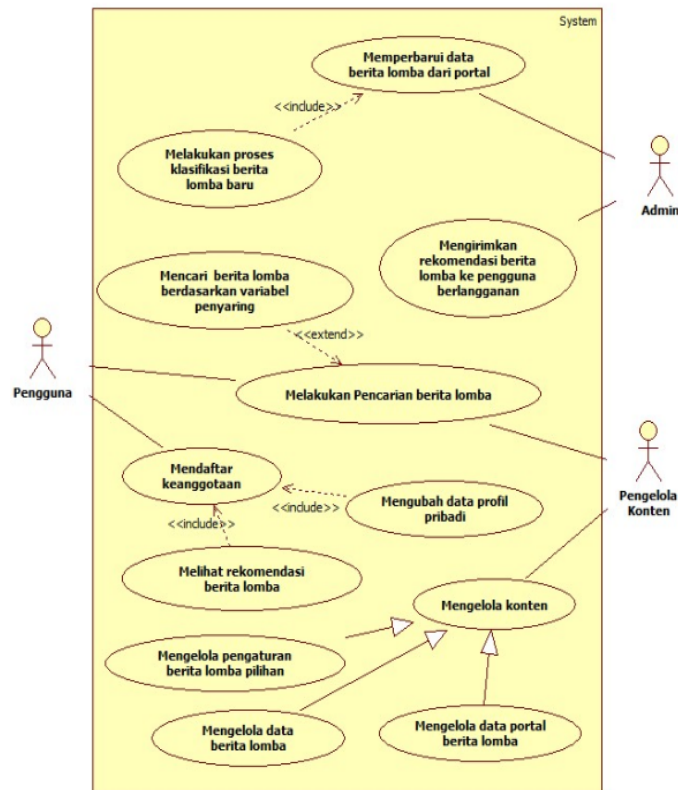 System
Memperbarui data
berita lomba dari portal
<<include>>
Melakukan proses
klasifikasi berita
lomba baru
Admin
Mengirimkan
rekomendasi berita
lomba ke pengguna
berlangganan
Mencari berita lomba
berdasarkan variabel
penyaring
<<extend>>
Pengguna
Melakukan Pencarian berita lomba
Mendaftar
keanggotaan
<<include>>
Mengubah data profil
pribadi
Pengelola
Konten
<<include>>
Melihat rekomendasi
berita lomba
Mengelola konten
Mengelola pengaturan
berita lomba pilihan
Mengelola data
berita lomba
Mengelola data portal
berita lomba